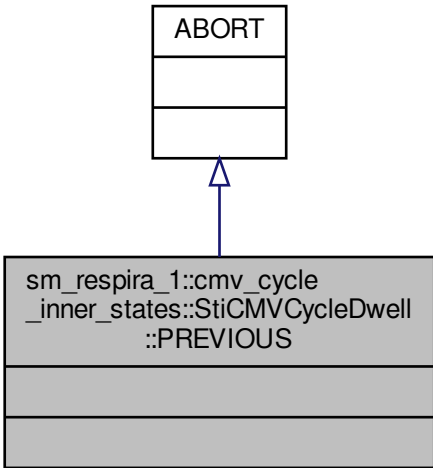 ABORT
sm_respira_1::cmv_cycle
_inner_states::StiCMVCycleDwell
::PREVIOUS